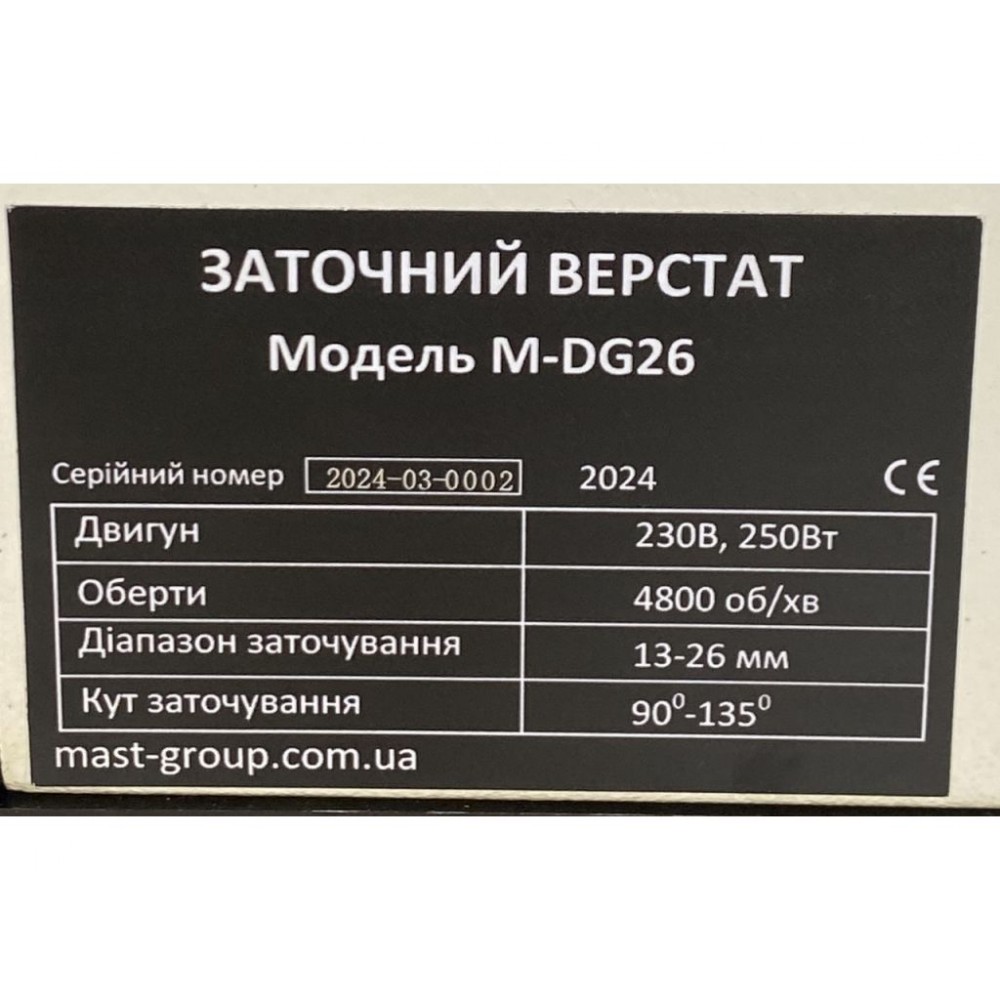 ЗАТОЧНИЙ ВЕРСТАТ
Модель M-DG26
Серійний номер 2024-03-0002 2024 CE
Двигун 230В, 250Вт
Оберти 4800 об/хв
Діапазон заточування 13-26 мм
Кут заточування 90⁰-135⁰
mast-group.com.ua